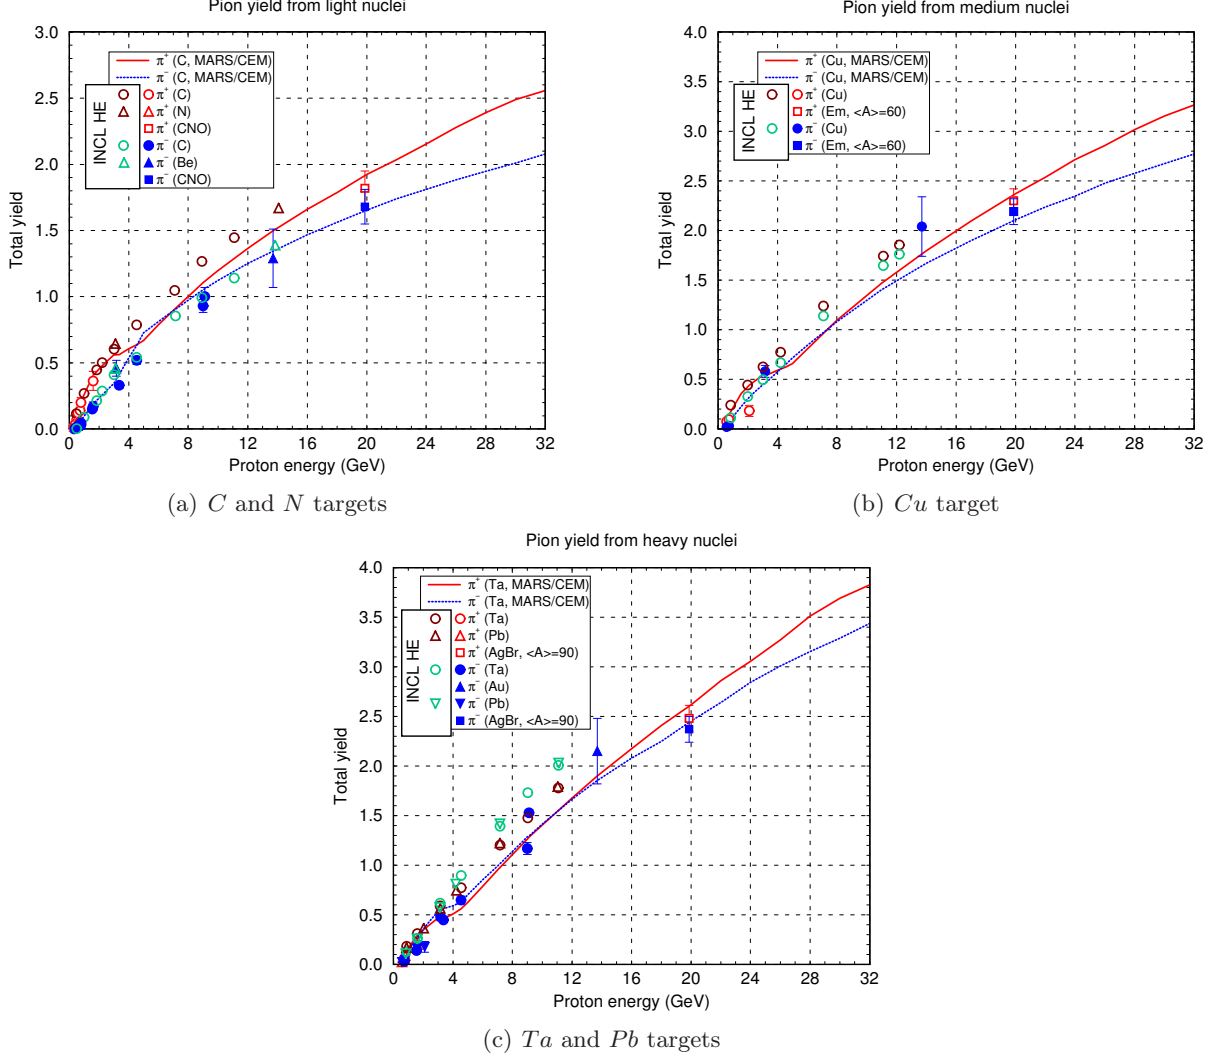 Pion yield from light nuclei
3.0
2.5
2.0
1.5
1.0
0.5
0.0
Total yield
0 4 8 12 16 20 24 28 32
Proton energy (GeV)
π+ (C, MARS/CEM)
π− (C, MARS/CEM)
INCL HE
π+ (C)
π+ (N)
π+ (CNO)
π− (C)
π− (Be)
π− (CNO)
(a) C and N targets
Pion yield from medium nuclei
4.0
3.5
3.0
2.5
2.0
1.5
1.0
0.5
0.0
Total yield
0 4 8 12 16 20 24 28 32
Proton energy (GeV)
π+ (Cu, MARS/CEM)
π− (Cu, MARS/CEM)
INCL HE
π+ (Cu)
π+ (Em, <A>=60)
π− (Cu)
π− (Em, <A>=60)
(b) Cu target
Pion yield from heavy nuclei
4.0
3.5
3.0
2.5
2.0
1.5
1.0
0.5
0.0
Total yield
0 4 8 12 16 20 24 28 32
Proton energy (GeV)
π+ (Ta, MARS/CEM)
π− (Ta, MARS/CEM)
INCL HE
π+ (Ta)
π+ (Pb)
π+ (AgBr, <A>=90)
π− (Ta)
π− (Au)
π− (Pb)
π− (AgBr, <A>=90)
(c) Ta and Pb targets